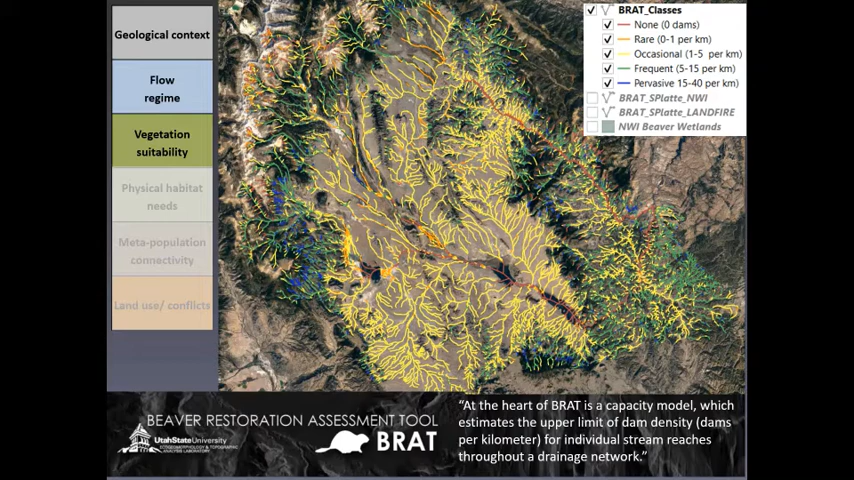 Geological context
Flow
regime
Vegetation
suitability
Physical habitat
needs
Meta-population
connectivity
Land use/ conflicts
BRAT_Classes
None (0 dams)
Rare (0-1 per km)
Occasional (1-5 per km)
Frequent (5-15 per km)
Pervasive 15-40 per km)
BRAT_SPlatte_NWI
BRAT_SPlatte_LANDFIRE
NWI Beaver Wetlands
BEAVER RESTORATION ASSESSMENT TOOL
BRAT
UtahStateUniversity
ECOGEOMORPHOLOGY & TOPOGRAPHIC
ANALYSIS LABORATORY
“At the heart of BRAT is a capacity model, which
estimates the upper limit of dam density (dams
per kilometer) for individual stream reaches
throughout a drainage network.”